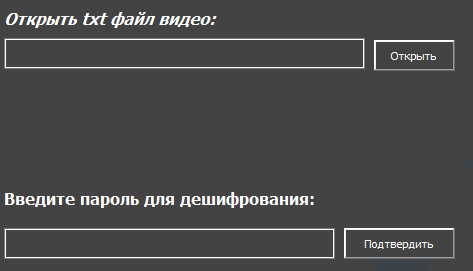 Открыть txt файл видео:
Открыть
Введите пароль для дешифрования:
Подтвердить